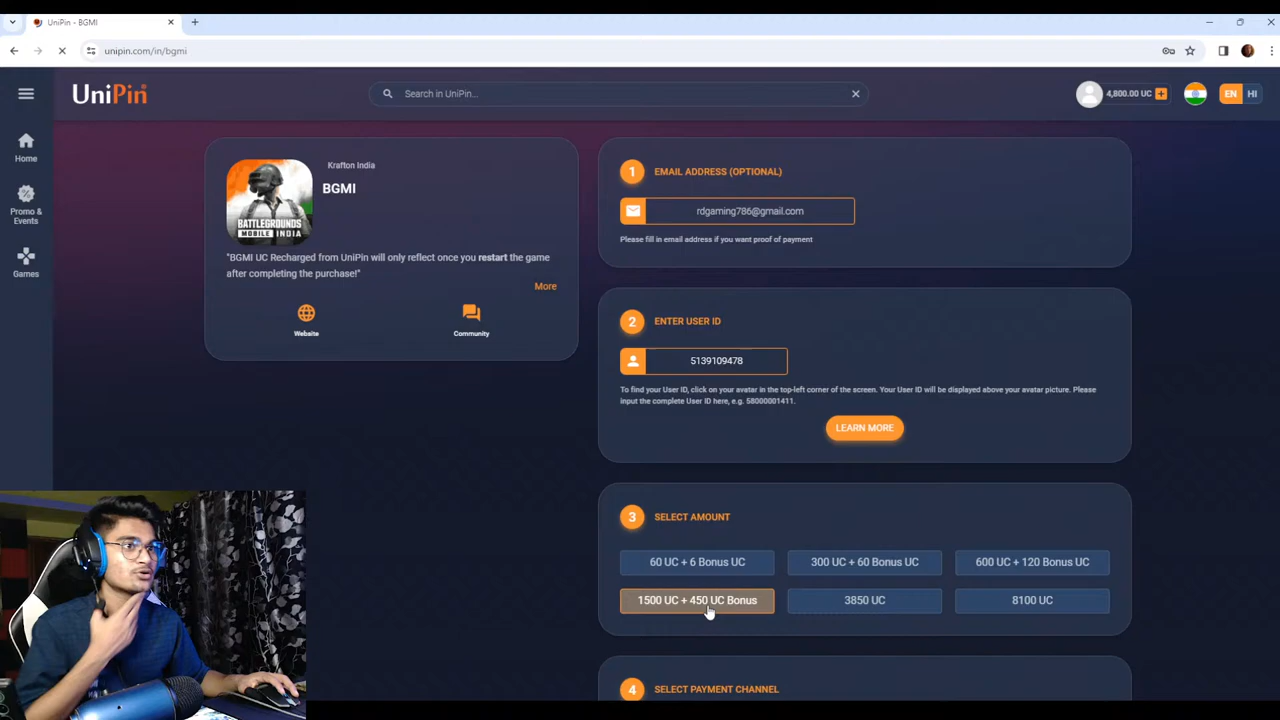 UniPin - BGMI
unipin.com/in/bgmi
UniPin
Search in UniPin...
4,800.00 UC
EN HI
Home
Promo &
Events
Games
Krafton India
BGMI
BATTLEGROUNDS
MOBILE INDIA
"BGMI UC Recharged from UniPin will only reflect once you restart the game
after completing the purchase!"
More
Website
Community
1 EMAIL ADDRESS (OPTIONAL)
rdgaming786@gmail.com
Please fill in email address if you want proof of payment
2 ENTER USER ID
5139109478
To find your User ID, click on your avatar in the top-left corner of the screen. Your User ID will be displayed above your avatar picture. Please
input the complete User ID here, e.g. 58000001411.
LEARN MORE
3 SELECT AMOUNT
60 UC + 6 Bonus UC
300 UC + 60 Bonus UC
600 UC + 120 Bonus UC
1500 UC + 450 UC Bonus
3850 UC
8100 UC
4 SELECT PAYMENT CHANNEL